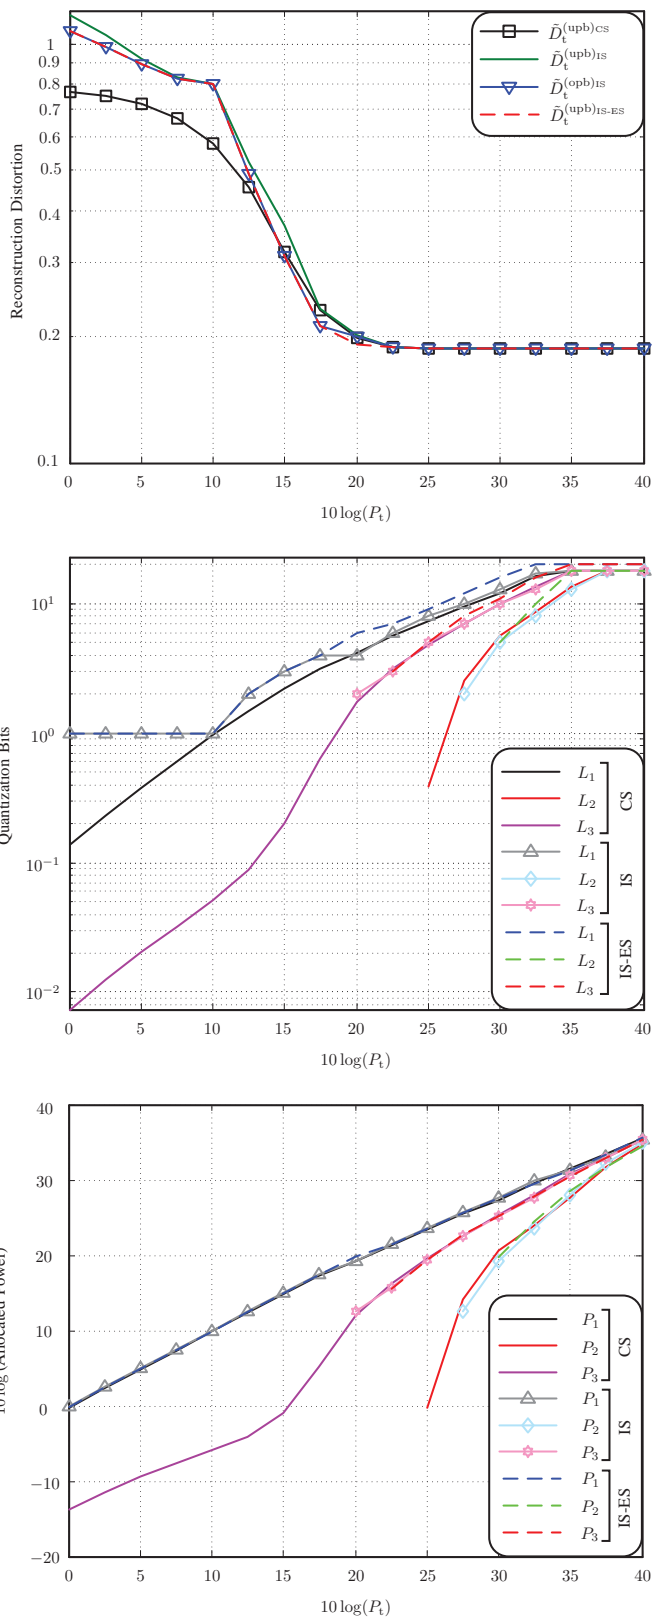 1
0.9
0.8
0.7
0.6
0.5
0.4
0.3
0.2
0.1
Reconstruction Distortion
D̃ₜ^(upb)CS
D̃ₜ^(upb)IS
D̃ₜ^(opb)IS
D̃ₜ^(upb)IS-ES
0 5 10 15 20 25 30 35 40
10 log(Pₜ)
10¹
10⁰
10⁻¹
10⁻²
Quantization Bits
L₁
L₂
L₃
CS
L₁
L₂
L₃
IS
L₁
L₂
L₃
IS-ES
0 5 10 15 20 25 30 35 40
10 log(Pₜ)
40
30
20
10
0
−10
−20
10 log (Allocated Power)
P₁
P₂
P₃
CS
P₁
P₂
P₃
IS
P₁
P₂
P₃
IS-ES
0 5 10 15 20 25 30 35 40
10 log(Pₜ)